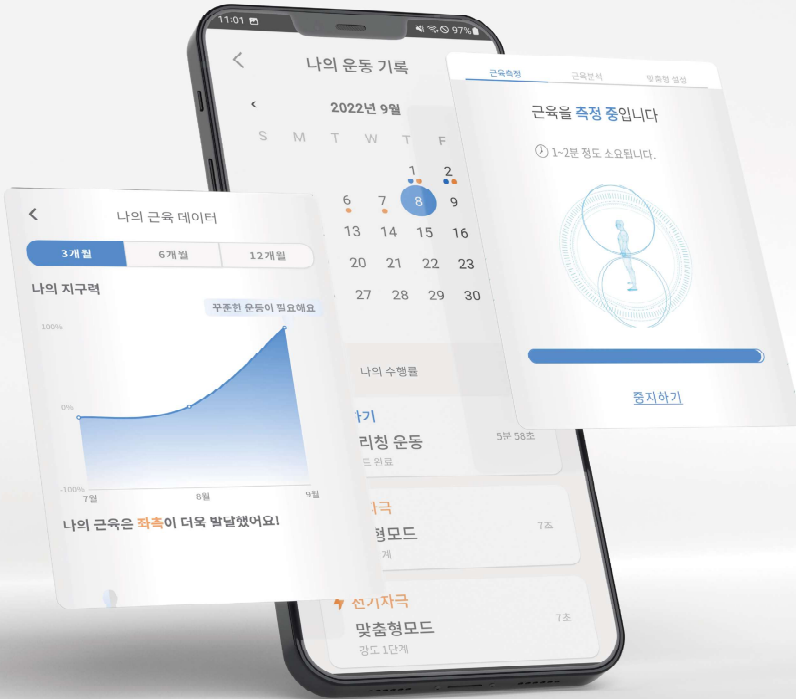 11:01
97%
나의 운동 기록
2022년 9월
S M T W T F
1 2
6 7 8 9
13 14 15 16
20 21 22 23
27 28 29 30
나의 수행률
하기
리칭 운동
5분 58초
드 완료
자극
형모드
7초
계
전기자극
맞춤형모드
7초
강도 1단계
나의 근육 데이터
3개월 6개월 12개월
나의 지구력
꾸준한 운동이 필요해요
100%
0%
-100%
7월 8월 9월
나의 근육은 좌측이 더욱 발달했어요!
근육측정 근육분석 맞춤형 설정
근육을 측정 중입니다
1~2분 정도 소요됩니다.
중지하기